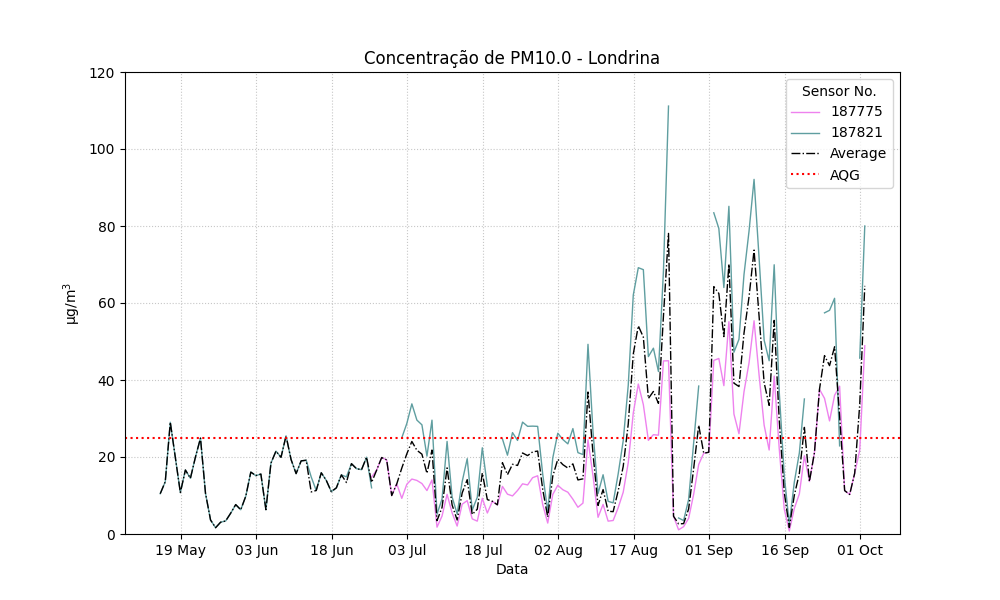 Concentração de PM10.0 - Londrina
120
100
80
60
40
20
0
µg/m³
Sensor No.
187775
187821
Average
AQG
19 May
03 Jun
18 Jun
03 Jul
18 Jul
02 Aug
17 Aug
01 Sep
16 Sep
01 Oct
Data